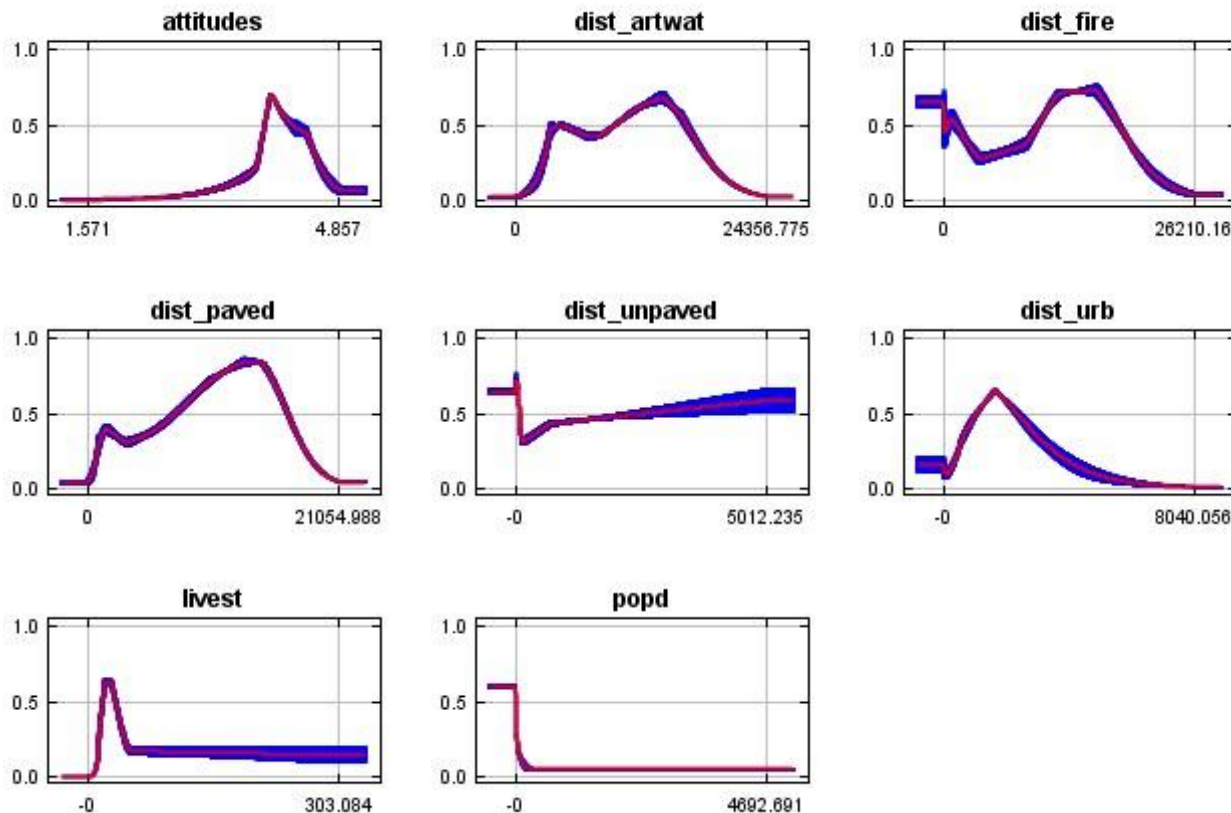 attitudes dist_artwat dist_fire
1.0 1.0 1.0
0.5 0.5 0.5
0.0 0.0 0.0
1.571 4.857 0 24356.775 0 26210.16
dist_paved dist_unpaved dist_urb
1.0 1.0 1.0
0.5 0.5 0.5
0.0 0.0 0.0
0 21054.988 -0 5012.235 -0 8040.056
livest popd
1.0 1.0
0.5 0.5
0.0 0.0
-0 303.084 -0 4692.691